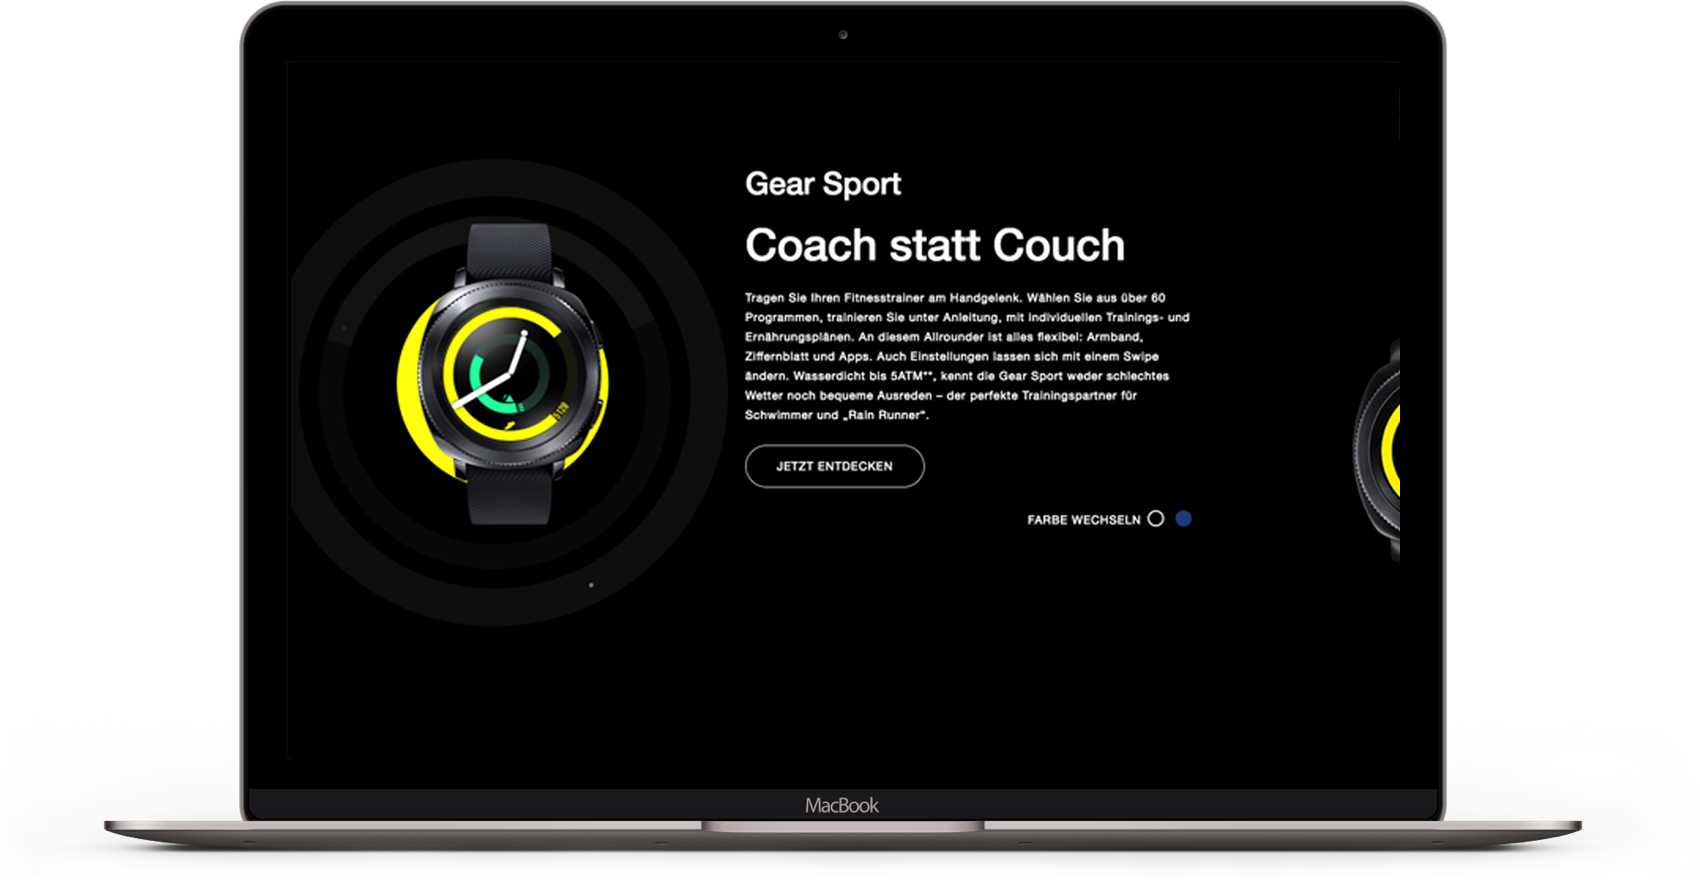 Gear Sport
Coach statt Couch
Tragen Sie Ihren Fitnesstrainer am Handgelenk. Wählen Sie aus über 60
Programmen, trainieren Sie unter Anleitung, mit individuellen Trainings- und
Ernährungsplänen. An diesem Allrounder ist alles flexibel: Armband,
Ziffernblatt und Apps. Auch Einstellungen lassen sich mit einem Swipe
ändern. Wasserdicht bis 5ATM**, kennt die Gear Sport weder schlechtes
Wetter noch bequeme Ausreden – der perfekte Trainingspartner für
Schwimmer und „Rain Runner“.
JETZT ENTDECKEN
FARBE WECHSELN
MacBook